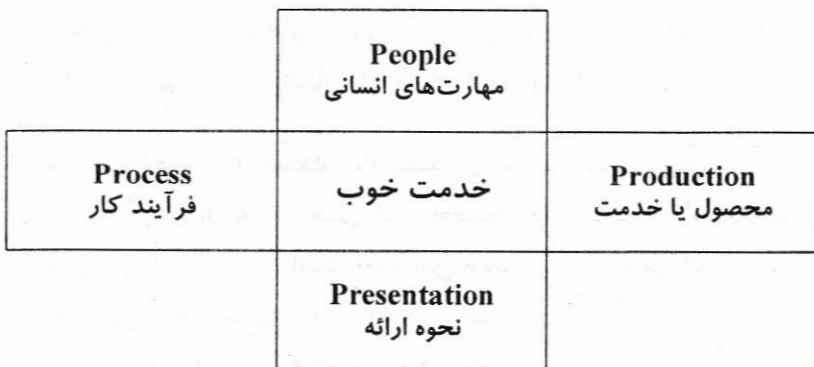 People
مهارت‌های انسانی
Process
فرآیند کار
خدمت خوب
Production
محصول یا خدمت
Presentation
نحوه ارائه